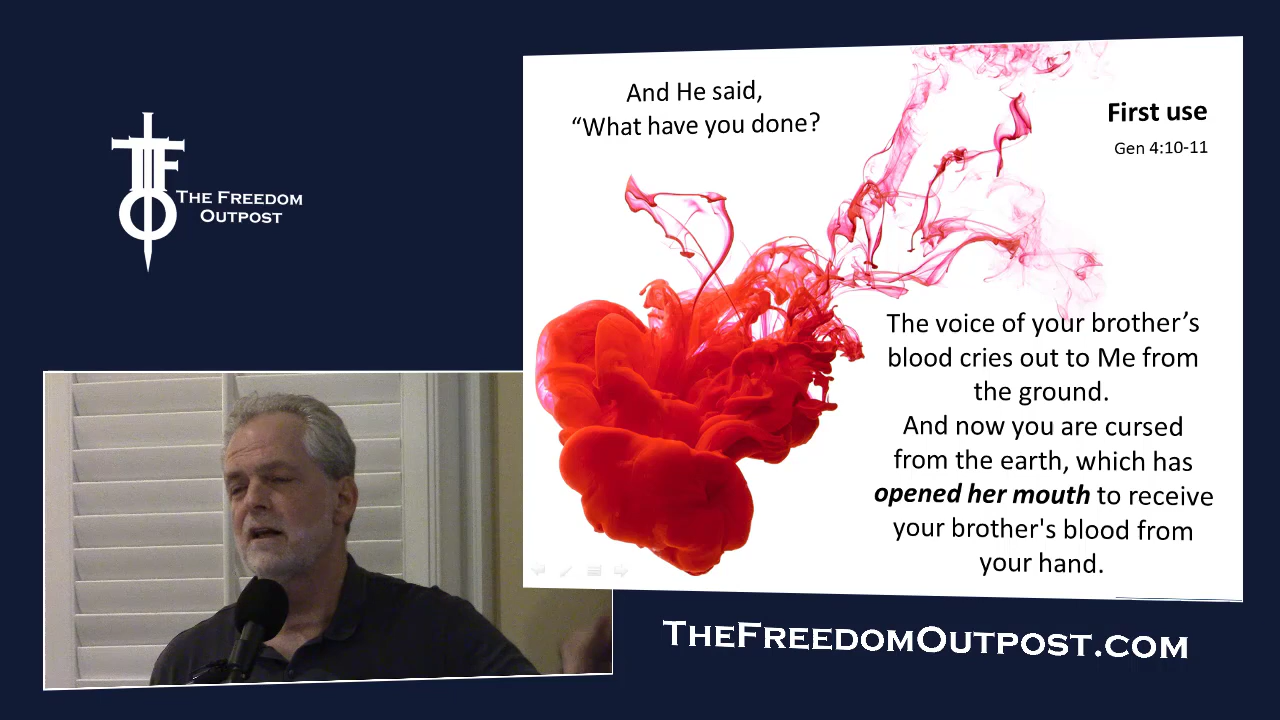 THE FREEDOM
OUTPOST
And He said,
“What have you done?
First use
Gen 4:10-11
The voice of your brother’s
blood cries out to Me from
the ground.
And now you are cursed
from the earth, which has
opened her mouth to receive
your brother's blood from
your hand.
THEFREEDOMOUTPOST.COM